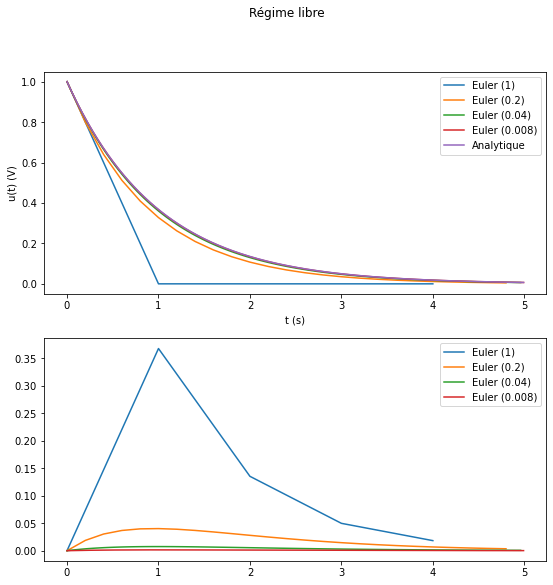 Régime libre
1.0
0.8
0.6
0.4
0.2
0.0
u(t) (V)
Euler (1)
Euler (0.2)
Euler (0.04)
Euler (0.008)
Analytique
0 1 2 3 4 5
t (s)
0.35
0.30
0.25
0.20
0.15
0.10
0.05
0.00
Euler (1)
Euler (0.2)
Euler (0.04)
Euler (0.008)
0 1 2 3 4 5